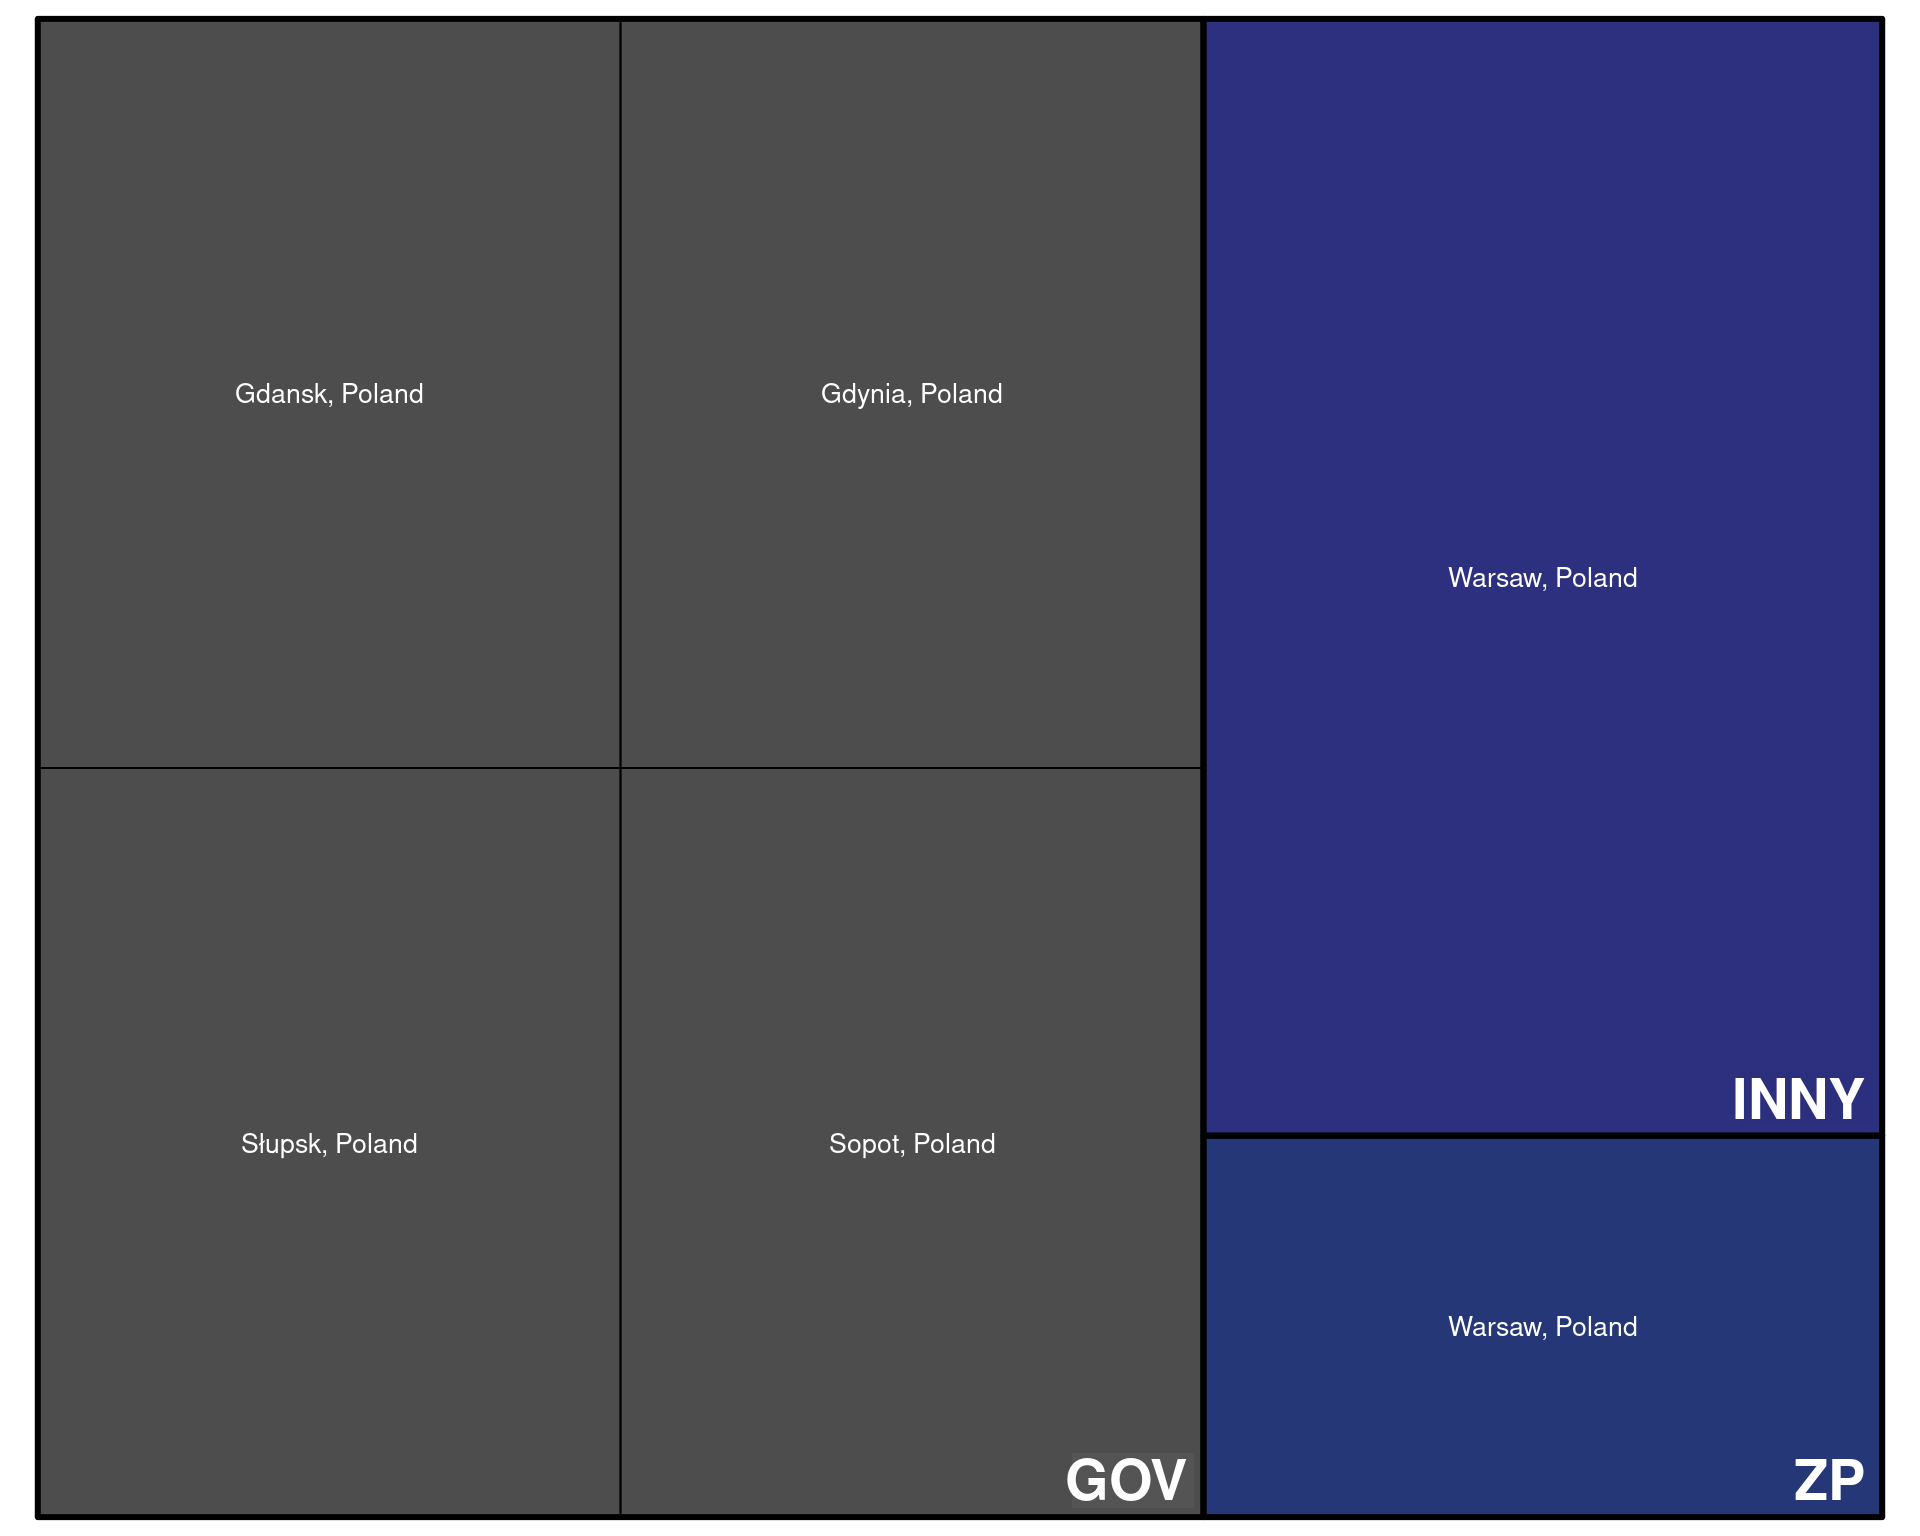 Gdansk, Poland
Gdynia, Poland
Warsaw, Poland
INNY
Słupsk, Poland
Sopot, Poland
Warsaw, Poland
GOV
ZP